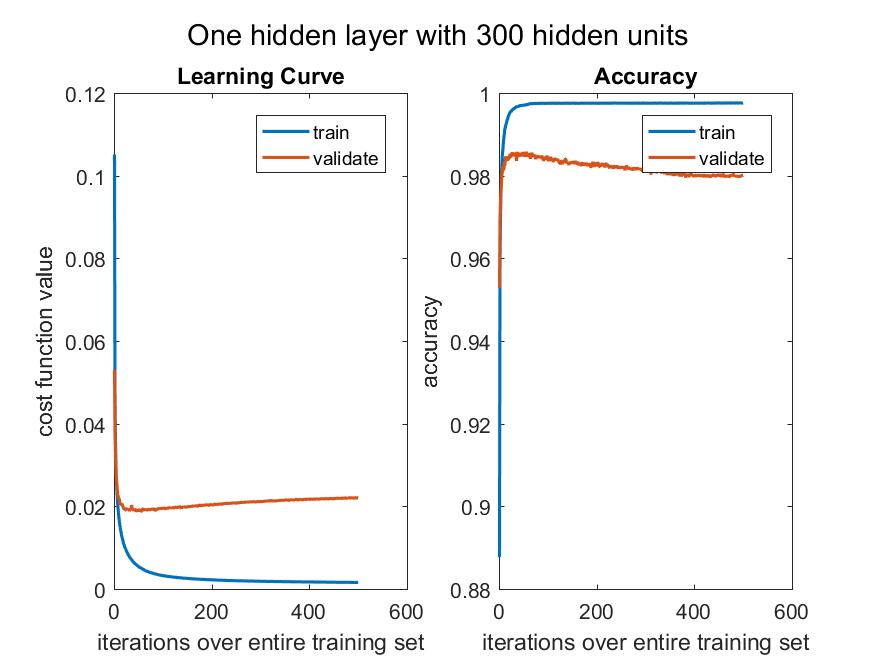 One hidden layer with 300 hidden units
Learning Curve
0.12
0.1
0.08
0.06
0.04
0.02
0
0 200 400 600
cost function value
iterations over entire training set
train
validate
Accuracy
1
0.98
0.96
0.94
0.92
0.9
0.88
0 200 400 600
accuracy
iterations over entire training set
train
validate